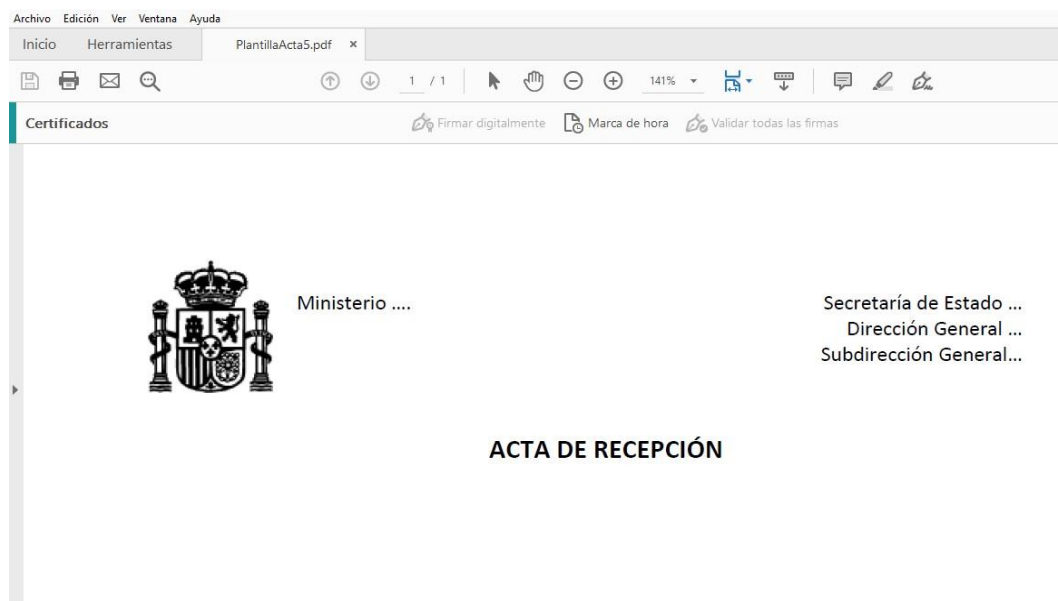 Archivo Edición Ver Ventana Ayuda
Inicio Herramientas PlantillaActa5.pdf ×
1 / 1 141%
Certificados Firmar digitalmente Marca de hora Validar todas las firmas
Ministerio .... Secretaría de Estado ...
Dirección General ...
Subdirección General...
ACTA DE RECEPCIÓN